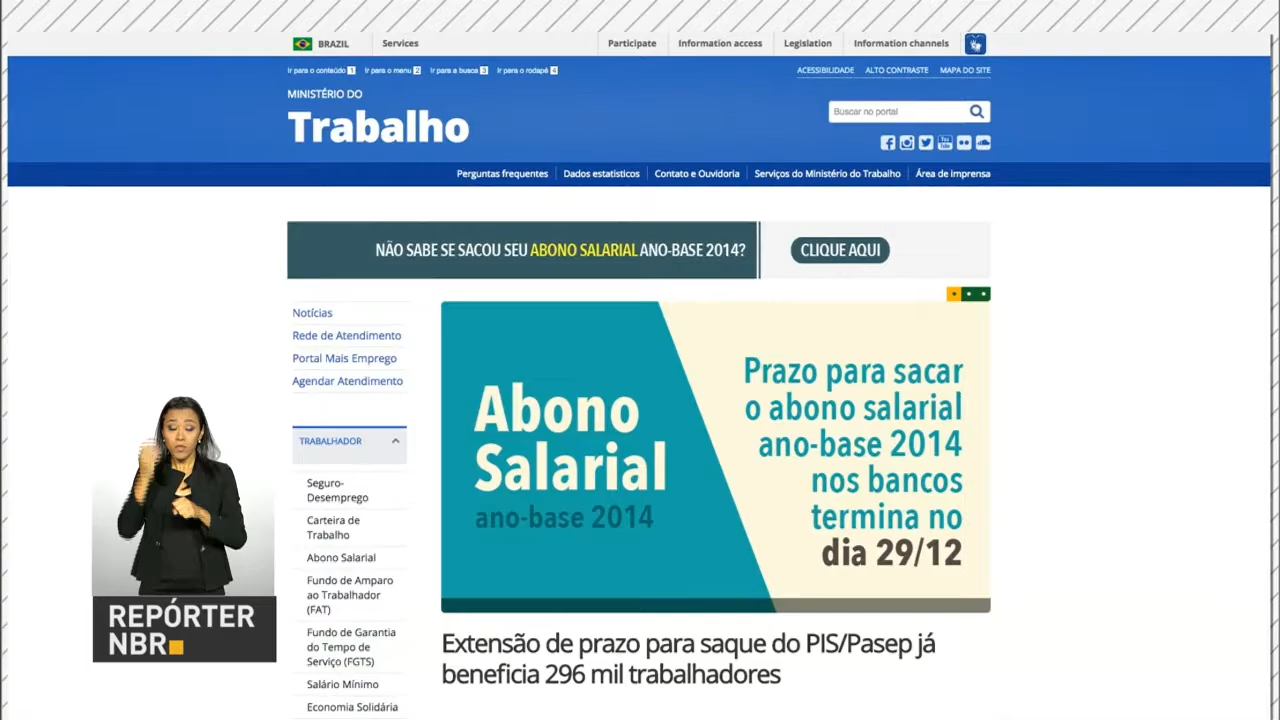 BRAZIL
Services
Participate
Information access
Legislation
Information channels
Ir para o conteúdo 1
Ir para o menu 2
Ir para a busca 3
Ir para o rodapé 4
ACESSIBILIDADE
ALTO CONTRASTE
MAPA DO SITE
MINISTÉRIO DO
Trabalho
Buscar no portal
You
Tube
Perguntas frequentes
Dados estatísticos
Contato e Ouvidoria
Serviços do Ministério do Trabalho
Área de imprensa
NÃO SABE SE SACOU SEU ABONO SALARIAL ANO-BASE 2014?
CLIQUE AQUI
Notícias
Rede de Atendimento
Portal Mais Emprego
Agendar Atendimento
TRABALHADOR
Seguro-
Desemprego
Carteira de
Trabalho
Abono Salarial
Fundo de Amparo
ao Trabalhador
(FAT)
Fundo de Garantia
do Tempo de
Serviço (FGTS)
Salário Mínimo
Economia Solidária
Abono
Salarial
ano-base 2014
Prazo para sacar
o abono salarial
ano-base 2014
nos bancos
termina no
dia 29/12
Extensão de prazo para saque do PIS/Pasep já
beneficia 296 mil trabalhadores
REPÓRTER
NBR